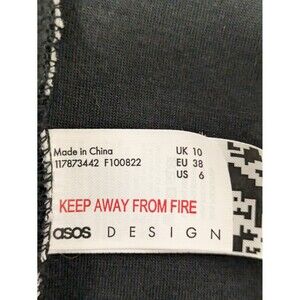 Made in China
117873442 F100822
UK 10
EU 38
US 6
KEEP AWAY FROM FIRE
asos DESIGN